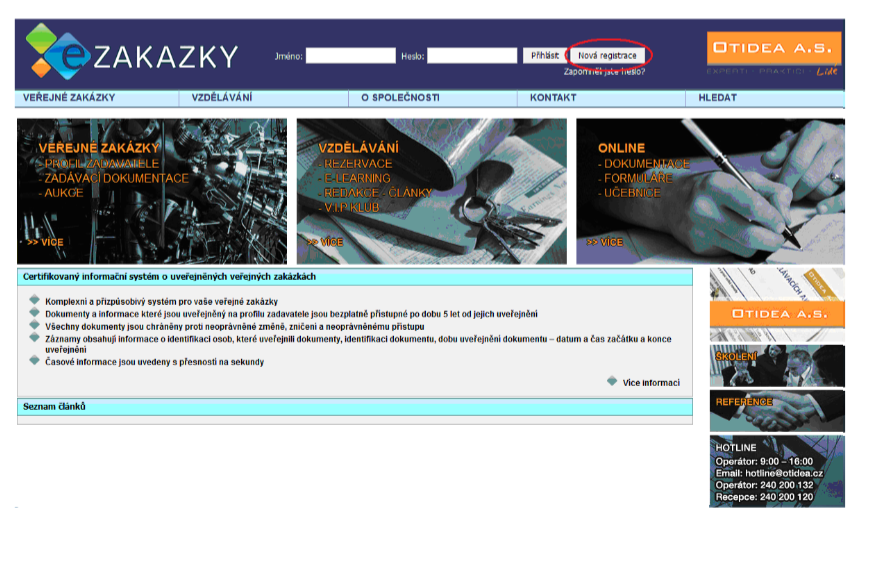 e ZAKAZKY
Jméno:
Heslo:
Přihlásit
Nová registrace
Zapomněl jste heslo?
OTIDEA A.S.
EXPERTI · PRAKTICI · Lidé
VEŘEJNÉ ZAKÁZKY
VZDĚLÁVÁNÍ
O SPOLEČNOSTI
KONTAKT
HLEDAT
VEŘEJNÉ ZAKÁZKY
- PROFIL ZADAVATELE
- ZADÁVACÍ DOKUMENTACE
- AUKCE
>> VÍCE
VZDĚLÁVÁNÍ
- REZERVACE
- E-LEARNING
- REDAKCE - ČLÁNKY
- V.I.P KLUB
>> VÍCE
ONLINE
- DOKUMENTACE
- FORMULÁŘE
- UČEBNICE
>> VÍCE
Certifikovaný informační systém o uveřejněných veřejných zakázkách
Komplexní a přizpůsobivý systém pro vaše veřejné zakázky
Dokumenty a informace které jsou uveřejněný na profilu zadavatele jsou bezplatně přístupné po dobu 5 let od jejich uveřejnění
Všechny dokumenty jsou chráněny proti neoprávněné změně, zničení a neoprávněnému přístupu
Záznamy obsahují informace o identifikaci osob, které uveřejnili dokumenty, identifikaci dokumentu, dobu uveřejnění dokumentu – datum a čas začátku a konce
uveřejnění
Časové informace jsou uvedeny s přesností na sekundy
Více informací
Seznam článků
OTIDEA A.S.
ŠKOLENÍ
REFERENCE
HOTLINE
Operátor: 9:00 – 16:00
Email: hotline@otidea.cz
Operátor: 240 200 132
Recepce: 240 200 120